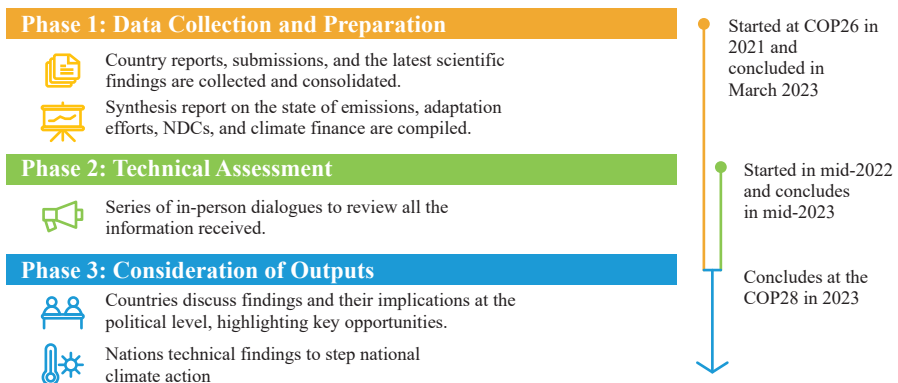 Phase 1: Data Collection and Preparation
Country reports, submissions, and the latest scientific
findings are collected and consolidated.
Synthesis report on the state of emissions, adaptation
efforts, NDCs, and climate finance are compiled.
Started at COP26 in
2021 and
concluded in
March 2023
Phase 2: Technical Assessment
Series of in-person dialogues to review all the
information received.
Started in mid-2022
and concludes
in mid-2023
Phase 3: Consideration of Outputs
Countries discuss findings and their implications at the
political level, highlighting key opportunities.
Nations technical findings to step national
climate action
Concludes at the
COP28 in 2023